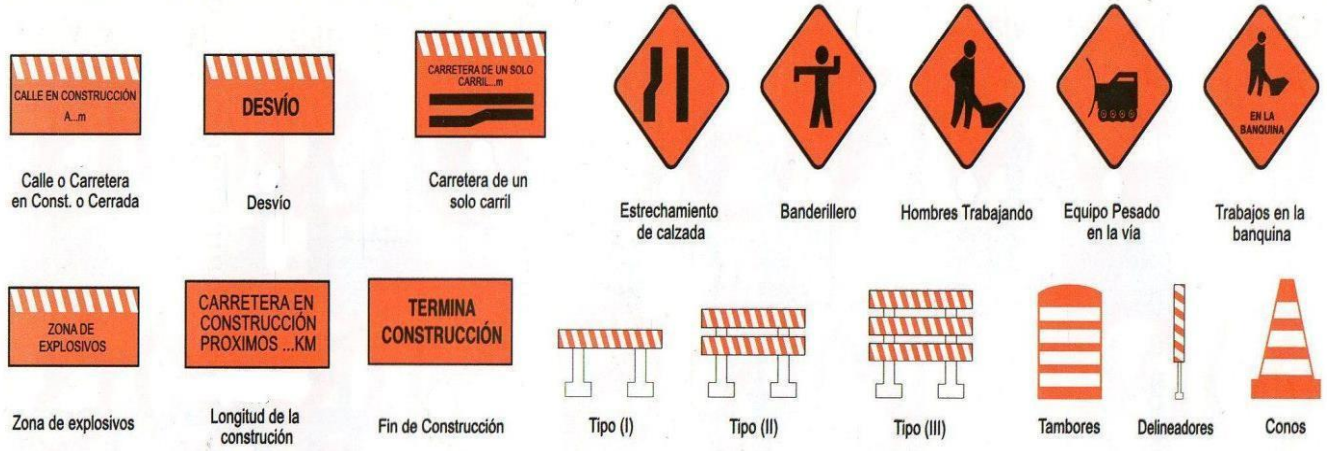 CALLE EN CONSTRUCCIÓN
A...m
Calle o Carretera
en Const. o Cerrada
DESVÍO
Desvío
CARRETERA DE UN SOLO
CARRIL...m
Carretera de un
solo carril
Estrechamiento
de calzada
Banderillero
Hombres Trabajando
Equipo Pesado
en la vía
EN LA
BANQUINA
Trabajos en la
banquina
ZONA DE
EXPLOSIVOS
Zona de explosivos
CARRETERA EN
CONSTRUCCIÓN
PROXIMOS ...KM
Longitud de la
construción
TERMINA
CONSTRUCCIÓN
Fin de Construcción
Tipo (I)
Tipo (II)
Tipo (III)
Tambores
Delineadores
Conos